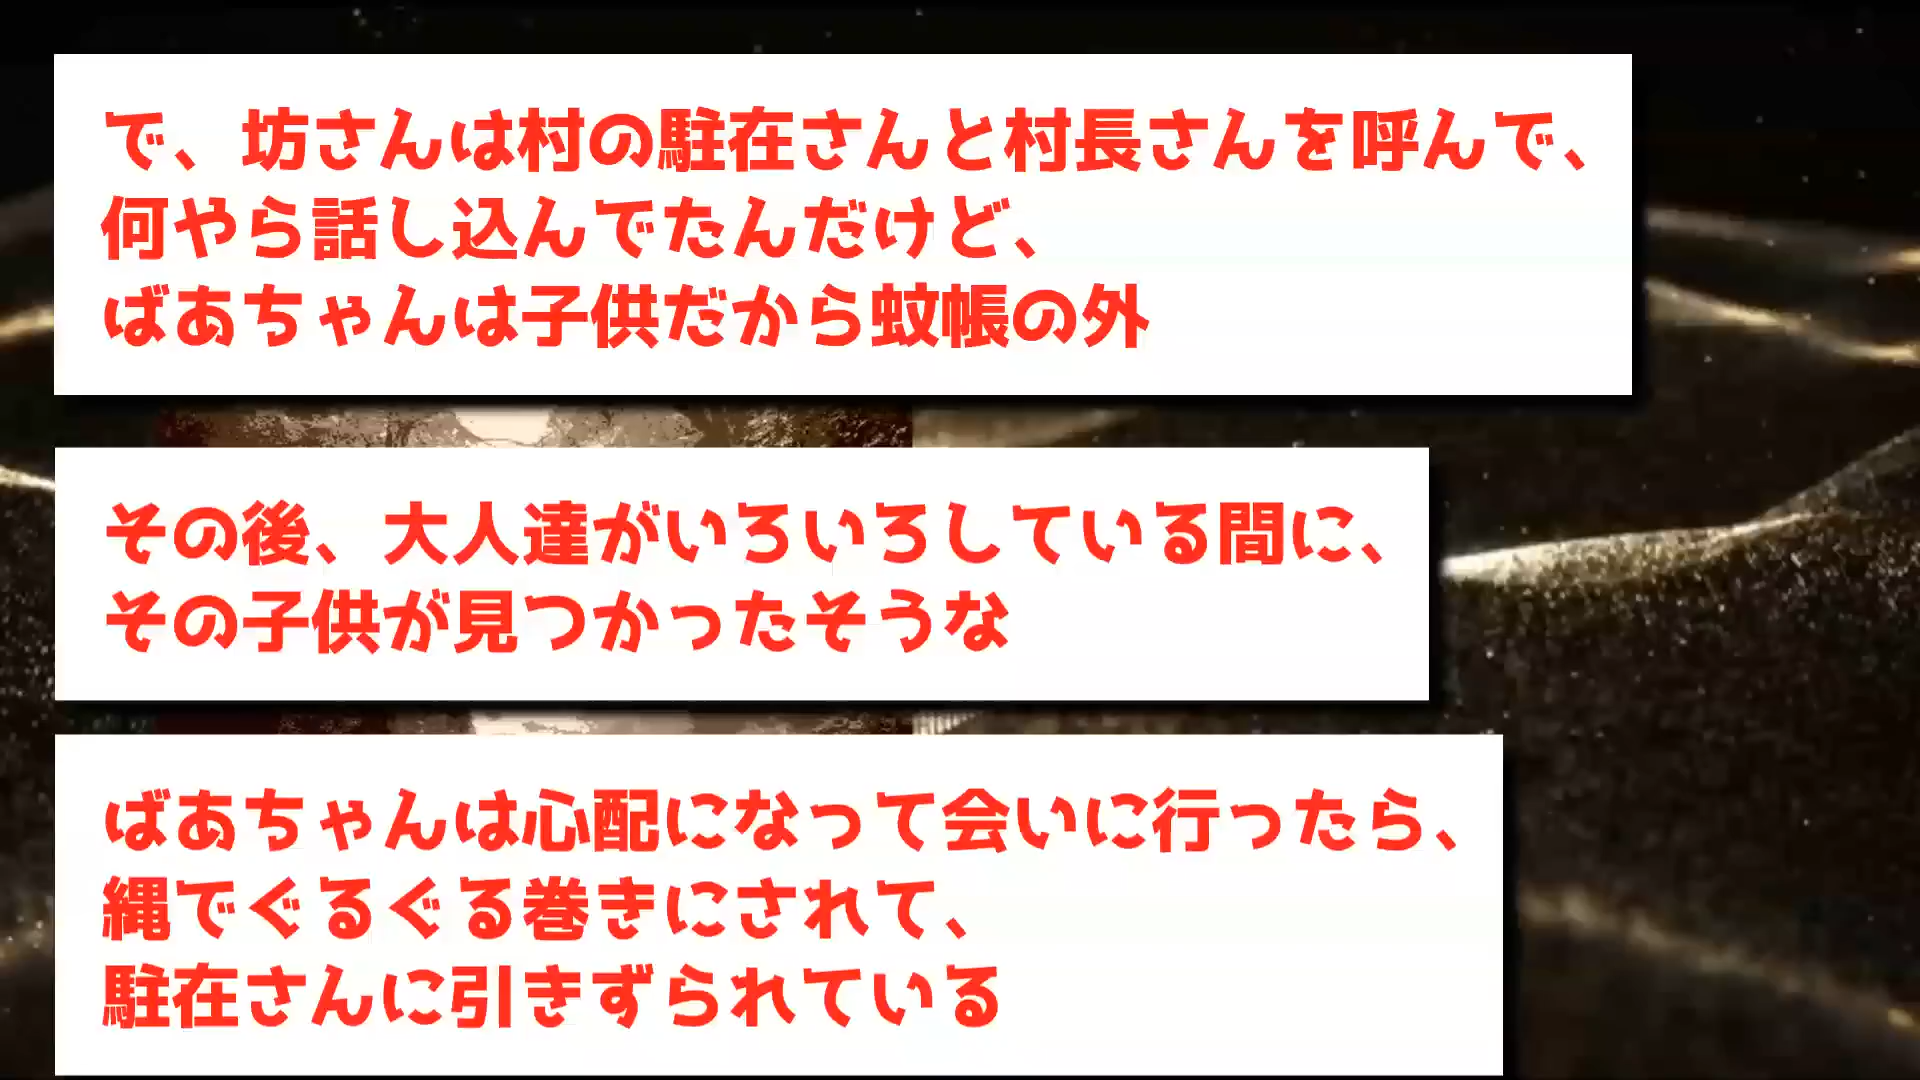 で、坊さんは村の駐在さんと村長さんを呼んで、
何やら話し込んでたんだけど、
ばあちゃんは子供だから蚊帳の外
その後、大人達がいろいろしている間に、
その子供が見つかったそうな
ばあちゃんは心配になって会いに行ったら、
縄でぐるぐる巻きにされて、
駐在さんに引きずられている